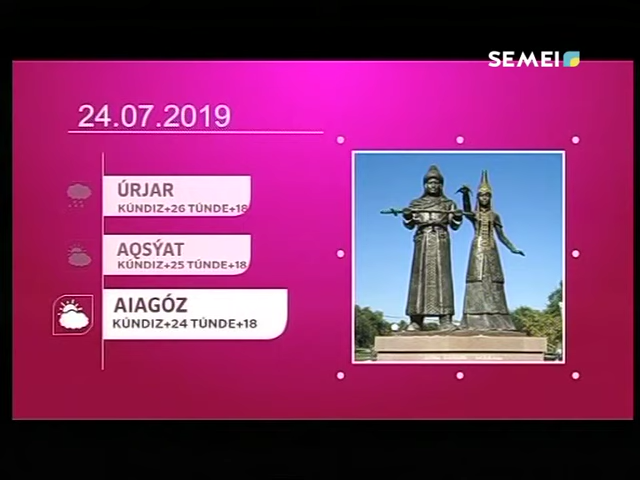 SEMEI
24.07.2019
ÚRJAR
KÚNDIZ+26 TÚNDE+18
AQSÝAT
KÚNDIZ+25 TÚNDE+18
AIAGÓZ
KÚNDIZ+24 TÚNDE+18